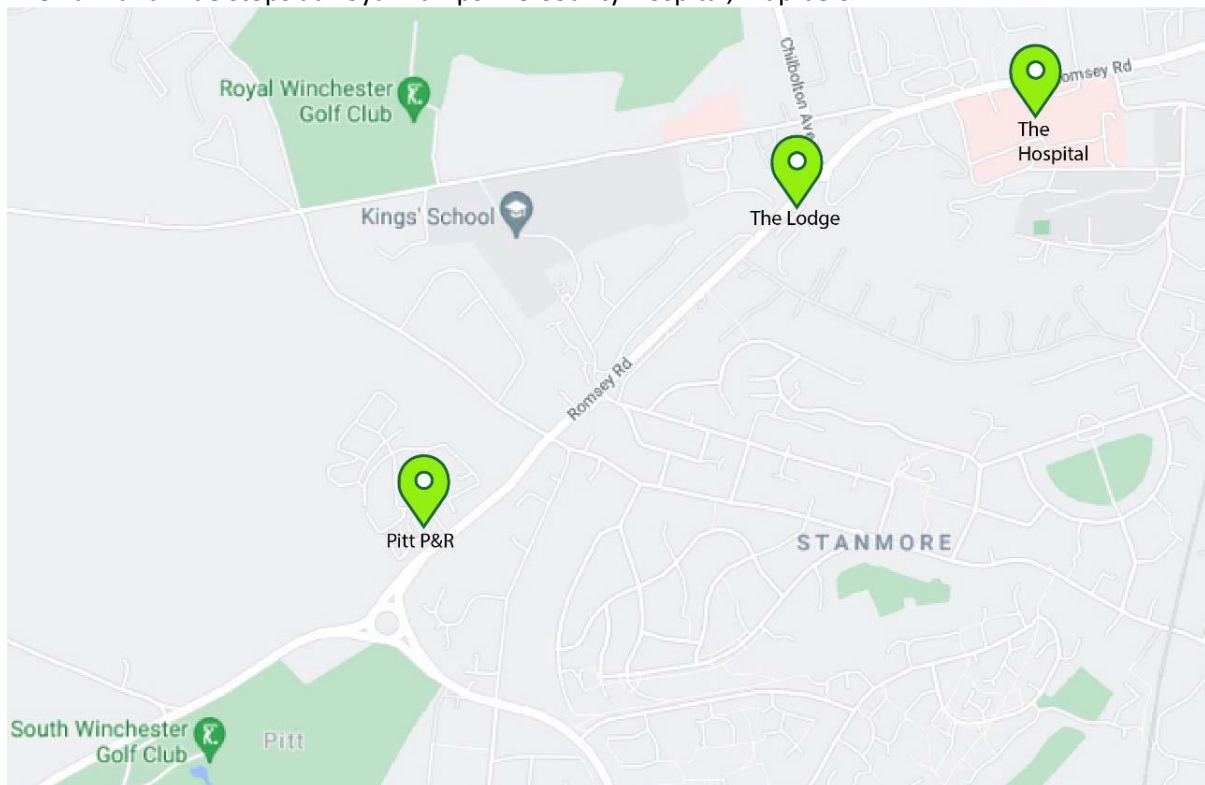 Royal Winchester
Golf Club
Chilbolton Ave
omsey Rd
The
Hospital
Kings' School
The Lodge
Romsey Rd
Pitt P&R
STANMORE
South Winchester
Golf Club
Pitt